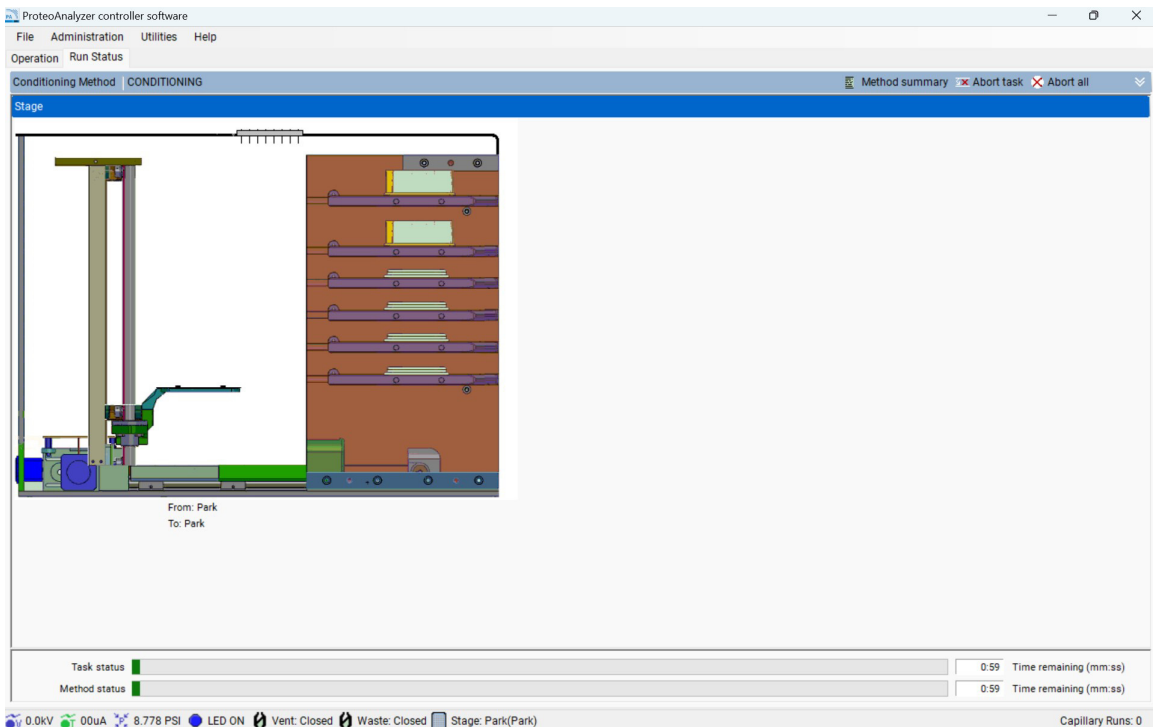 PA ProteoAnalyzer controller software
File Administration Utilities Help
Operation Run Status
Conditioning Method CONDITIONING Method summary Abort task Abort all
Stage
From: Park
To: Park
Task status 0:59 Time remaining (mm:ss)
Method status 0:59 Time remaining (mm:ss)
V 0.0kV T 00uA P 8.778 PSI LED ON Vent: Closed Waste: Closed Stage: Park(Park) Capillary Runs: 0